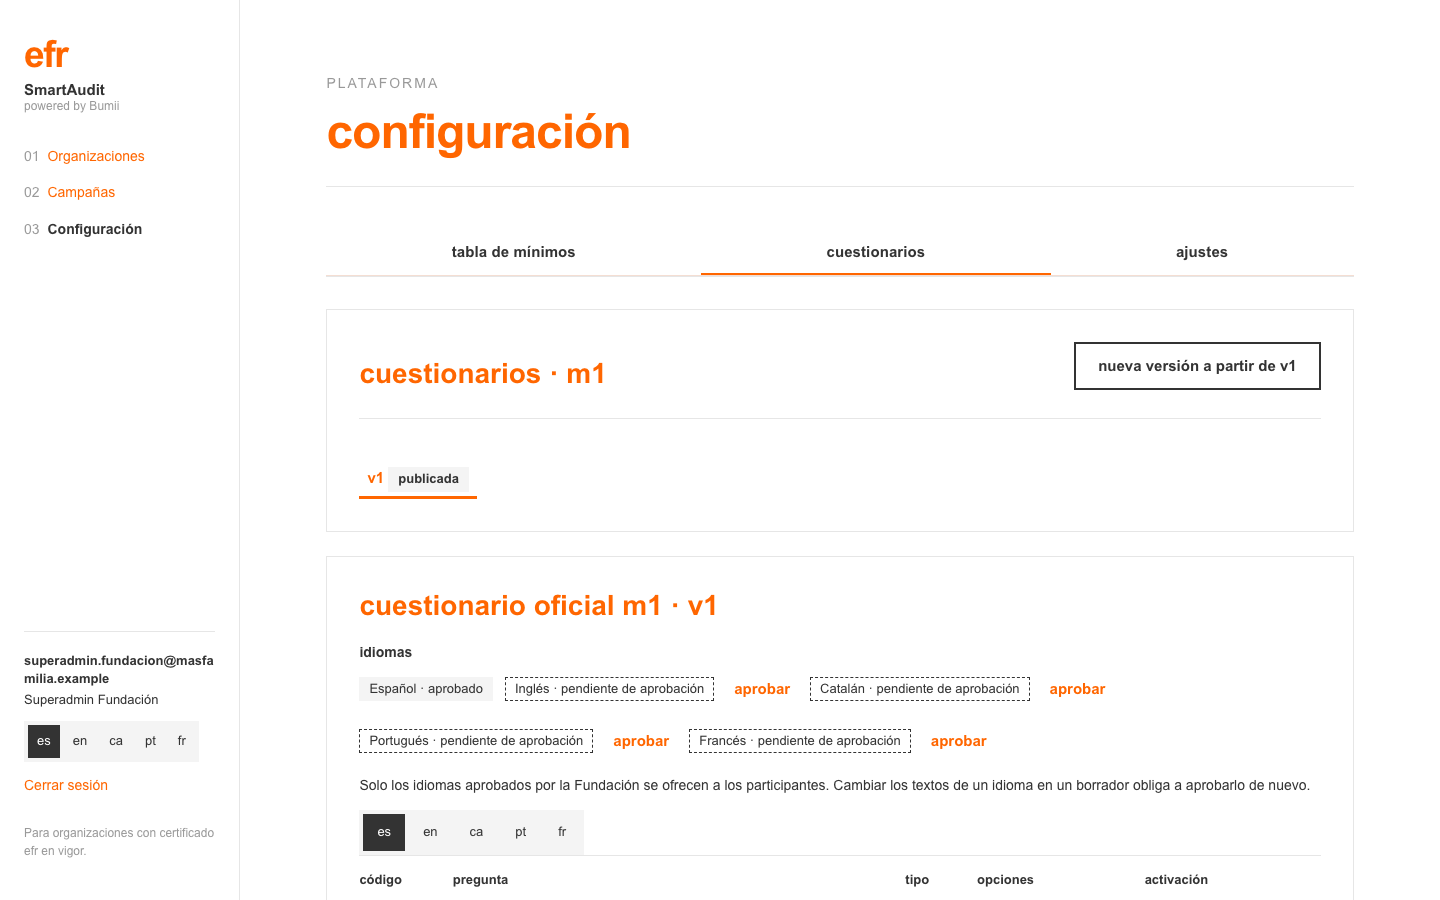 efr
SmartAudit
powered by Bumii
01 Organizaciones
02 Campañas
03 Configuración
superadmin.fundacion@masfa
milia.example
Superadmin Fundación
es en ca pt fr
Cerrar sesión
Para organizaciones con certificado
efr en vigor.
PLATAFORMA
configuración
tabla de mínimos cuestionarios ajustes
cuestionarios · m1
nueva versión a partir de v1
v1 publicada
cuestionario oficial m1 · v1
idiomas
Español · aprobado Inglés · pendiente de aprobación aprobar Catalán · pendiente de aprobación aprobar
Portugués · pendiente de aprobación aprobar Francés · pendiente de aprobación aprobar
Solo los idiomas aprobados por la Fundación se ofrecen a los participantes. Cambiar los textos de un idioma en un borrador obliga a aprobarlo de nuevo.
es en ca pt fr
código pregunta tipo opciones activación